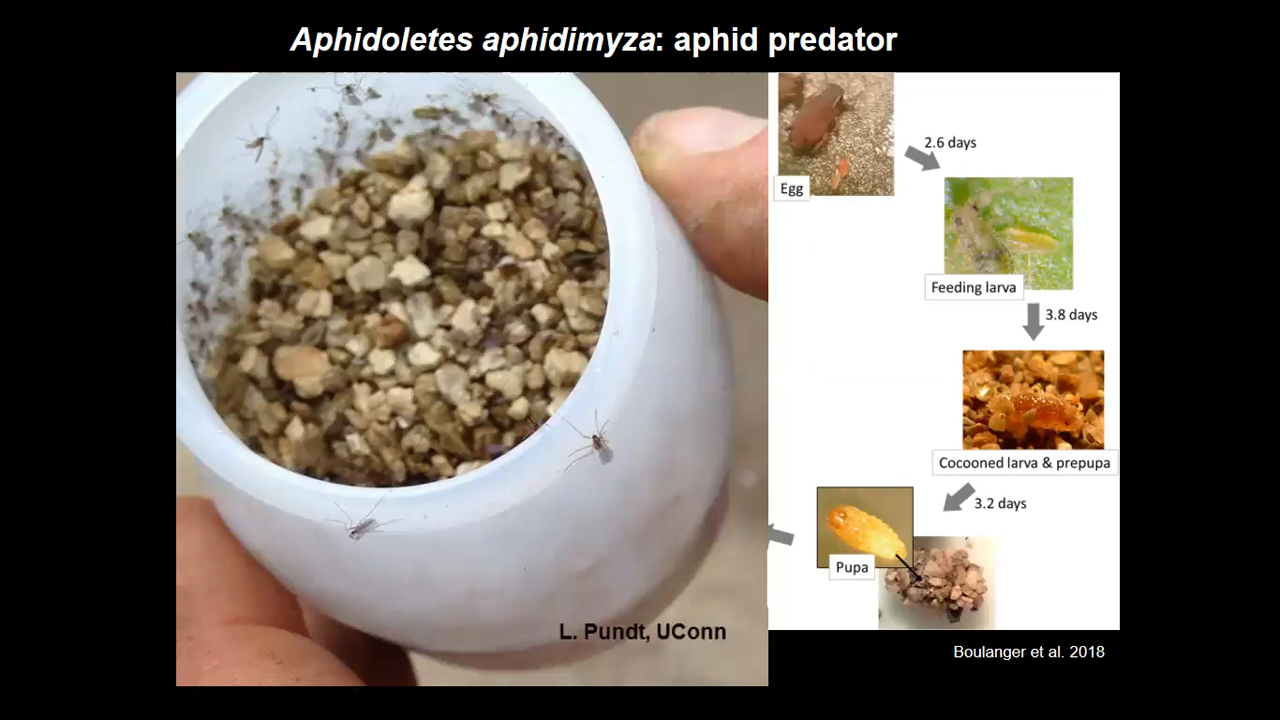 Aphidoletes aphidimyza: aphid predator
Egg
2.6 days
Feeding larva
3.8 days
Cocooned larva & prepupa
3.2 days
Pupa
L. Pundt, UConn
Boulanger et al. 2018